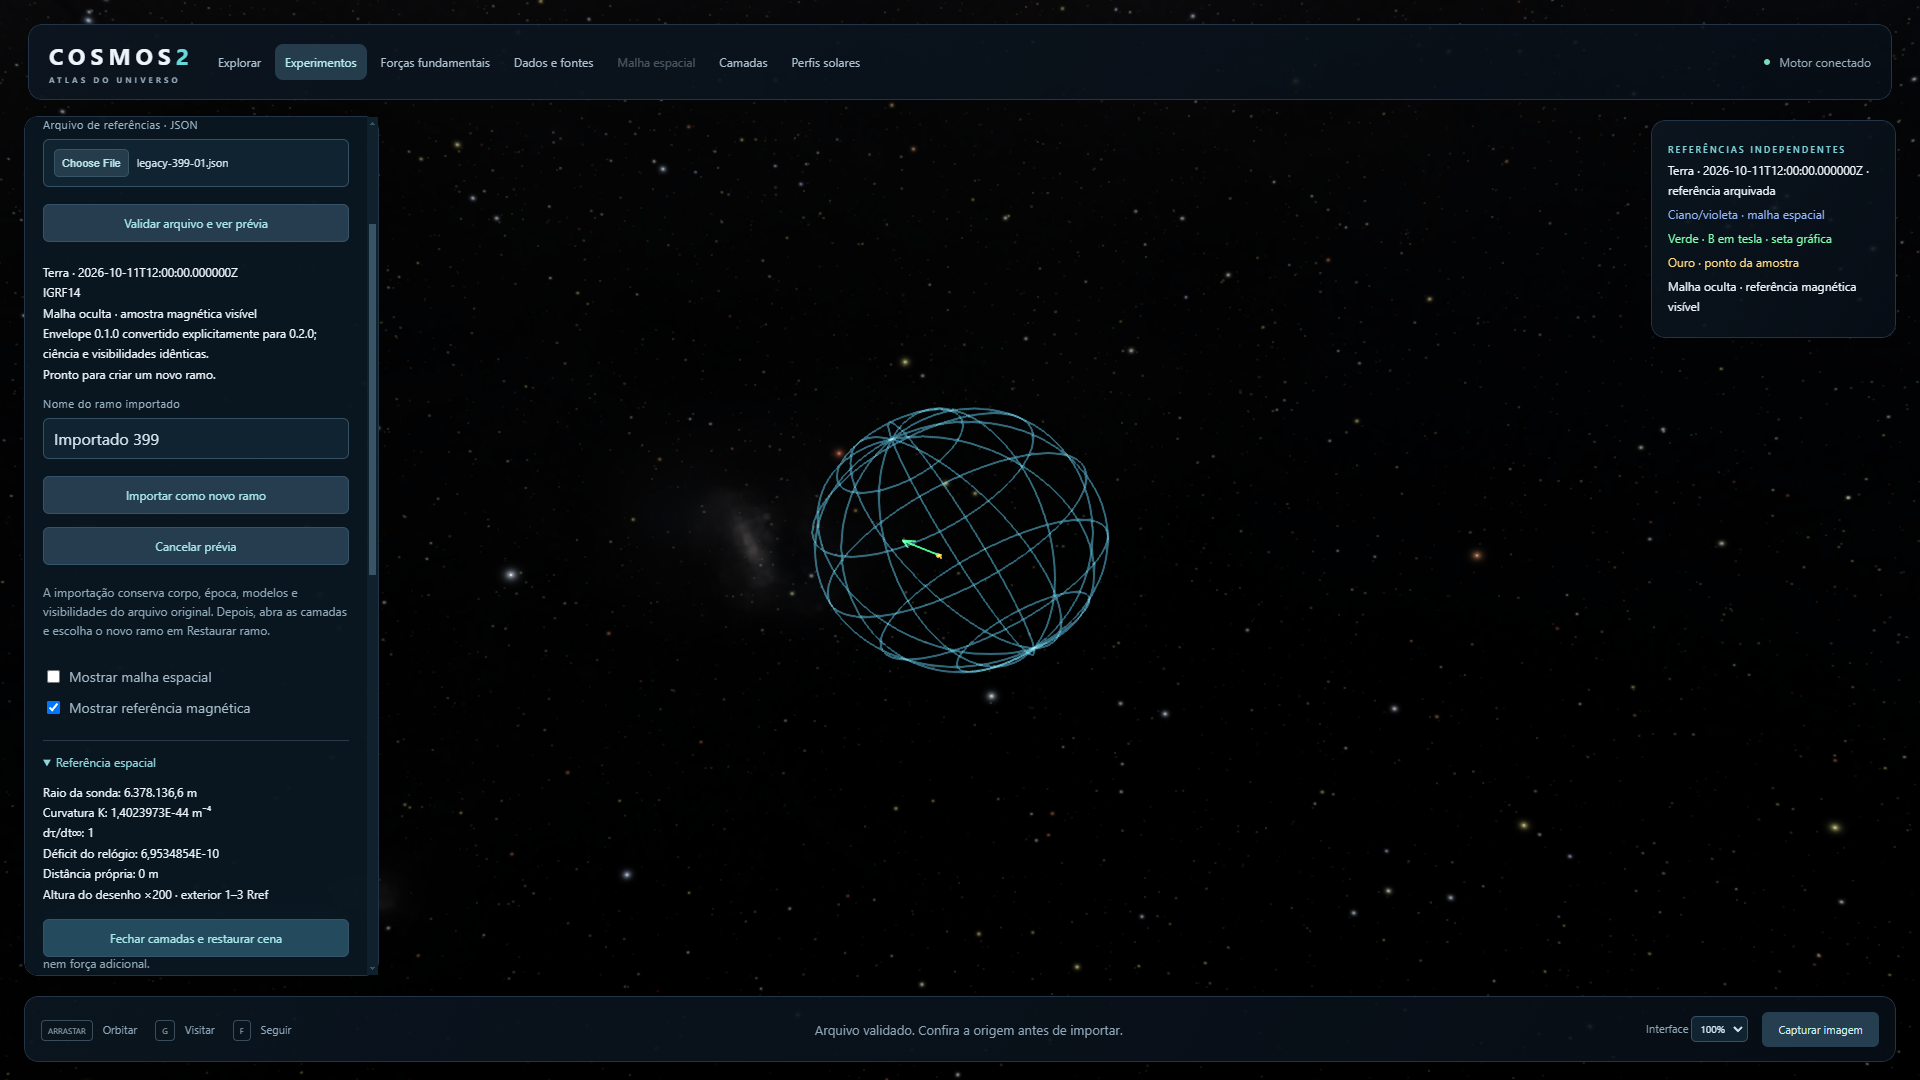 COSMOS2
ATLAS DO UNIVERSO
Explorar
Experimentos
Forças fundamentais
Dados e fontes
Malha espacial
Camadas
Perfis solares
Motor conectado
Arquivo de referências · JSON
Choose File legacy-399-01.json
Validar arquivo e ver prévia
Terra · 2026-10-11T12:00:00.000000Z
IGRF14
Malha oculta · amostra magnética visível
Envelope 0.1.0 convertido explicitamente para 0.2.0;
ciência e visibilidades idênticas.
Pronto para criar um novo ramo.
Nome do ramo importado
Importado 399
Importar como novo ramo
Cancelar prévia
A importação conserva corpo, época, modelos e
visibilidades do arquivo original. Depois, abra as camadas
e escolha o novo ramo em Restaurar ramo.
Mostrar malha espacial
Mostrar referência magnética
▼ Referência espacial
Raio da sonda: 6.378.136,6 m
Curvatura K: 1,4023973E-44 m⁻⁴
dτ/dt∞: 1
Déficit do relógio: 6,9534854E-10
Distância própria: 0 m
Altura do desenho ×200 · exterior 1–3 Rref
Fechar camadas e restaurar cena
nem força adicional.
REFERÊNCIAS INDEPENDENTES
Terra · 2026-10-11T12:00:00.000000Z ·
referência arquivada
Ciano/violeta · malha espacial
Verde · B em tesla · seta gráfica
Ouro · ponto da amostra
Malha oculta · referência magnética
visível
ARRASTAR Orbitar
G Visitar
F Seguir
Arquivo validado. Confira a origem antes de importar.
Interface 100%
Capturar imagem